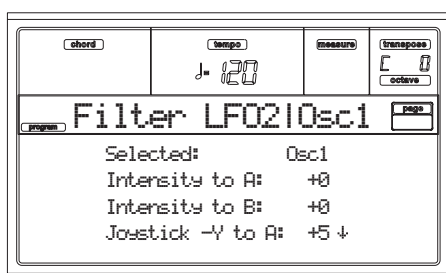 chord tempo measure transpose
♩= 120 C 0
octave
program Filter LFO2|Osc1 page
Selected: Osc1
Intensity to A: +0
Intensity to B: +0
Joystick -Y to A: +5 ↓